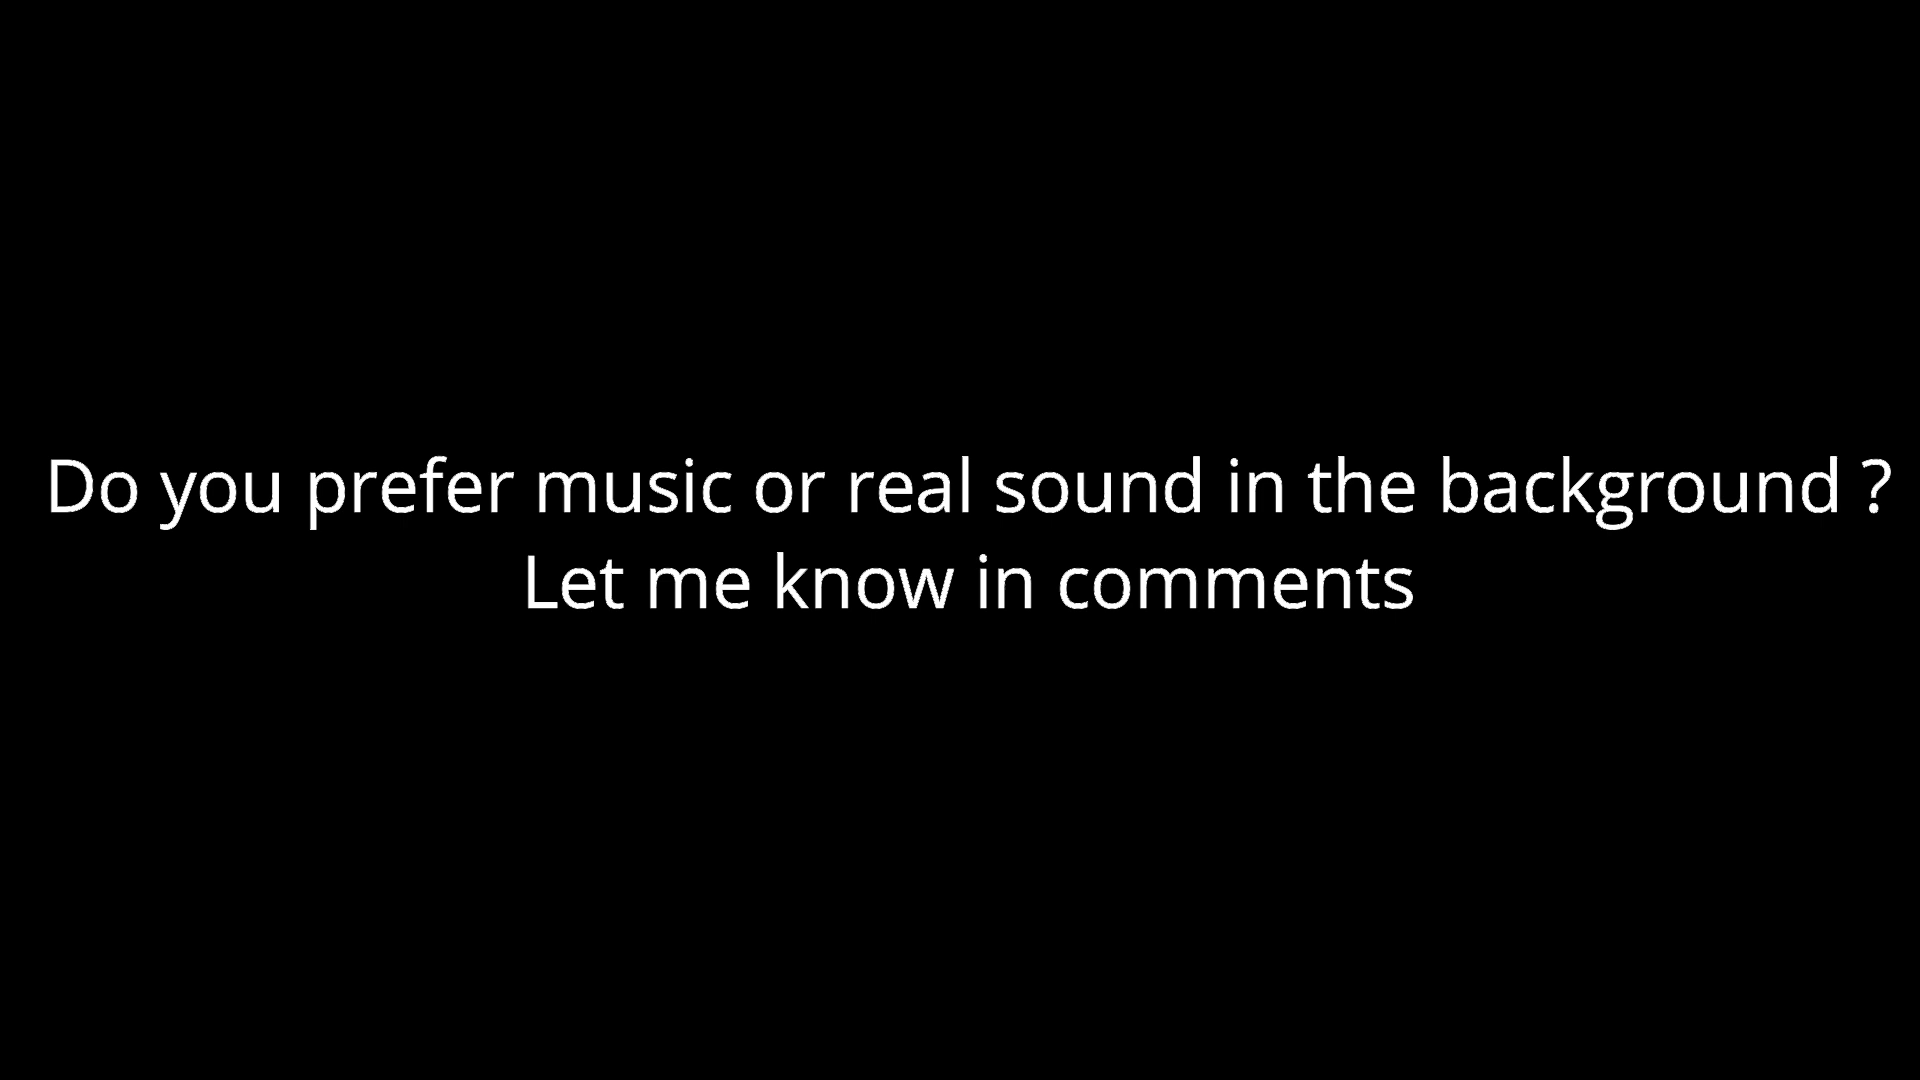 Do you prefer music or real sound in the background ?
Let me know in comments